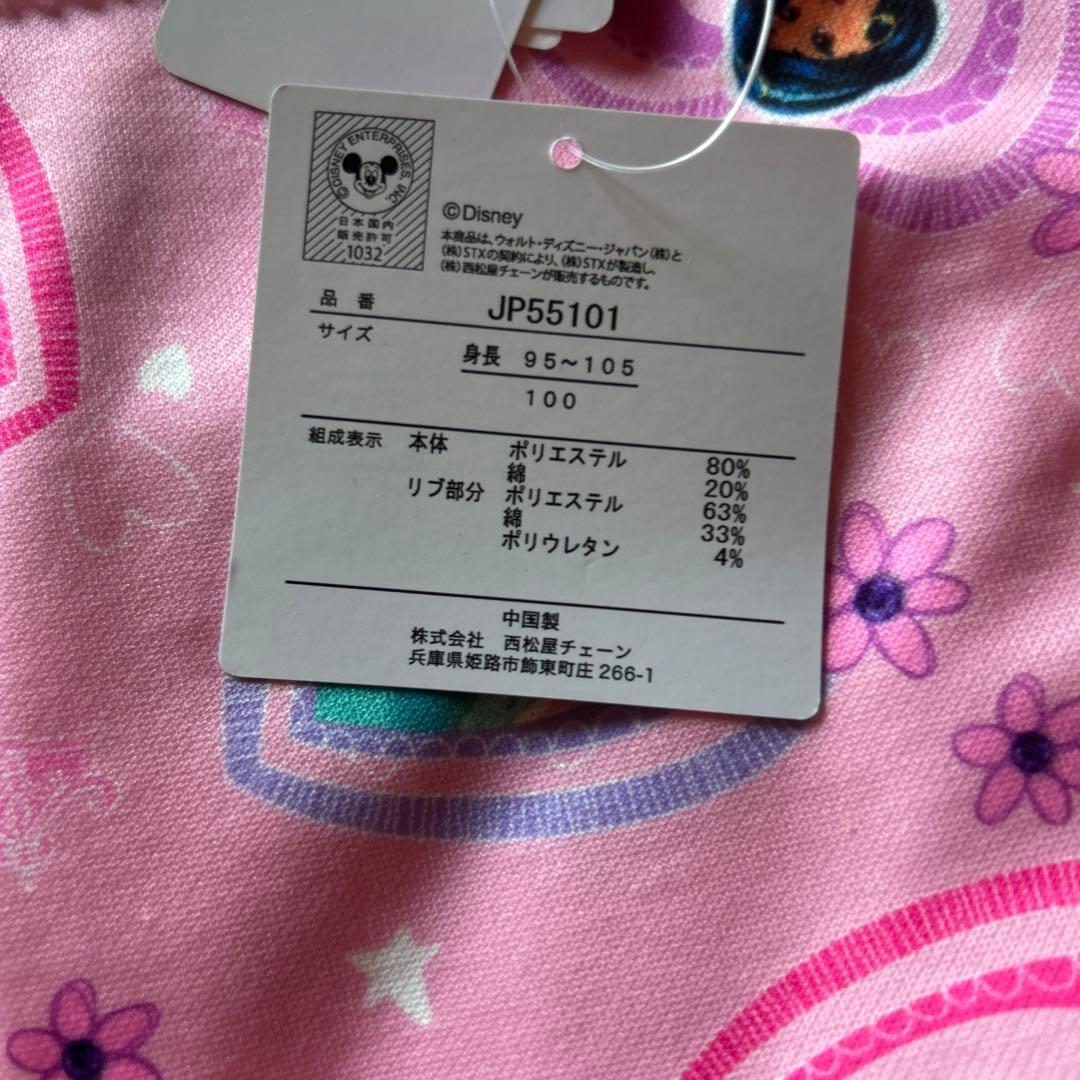 ©DISNEY ENTERPRISES, INC.
日本国内
販売許可
1032
©Disney
本商品は、ウォルト・ディズニー・ジャパン(株)と
(株)STXの契約により、(株)STXが製造し、
(株)西松屋チェーンが販売するものです。
品 番 JP55101
サイズ
身長 95~105
100
組成表示 本体 ポリエステル 80%
綿 20%
リブ部分 ポリエステル 63%
綿 33%
ポリウレタン 4%
中国製
株式会社 西松屋チェーン
兵庫県姫路市飾東町庄266-1